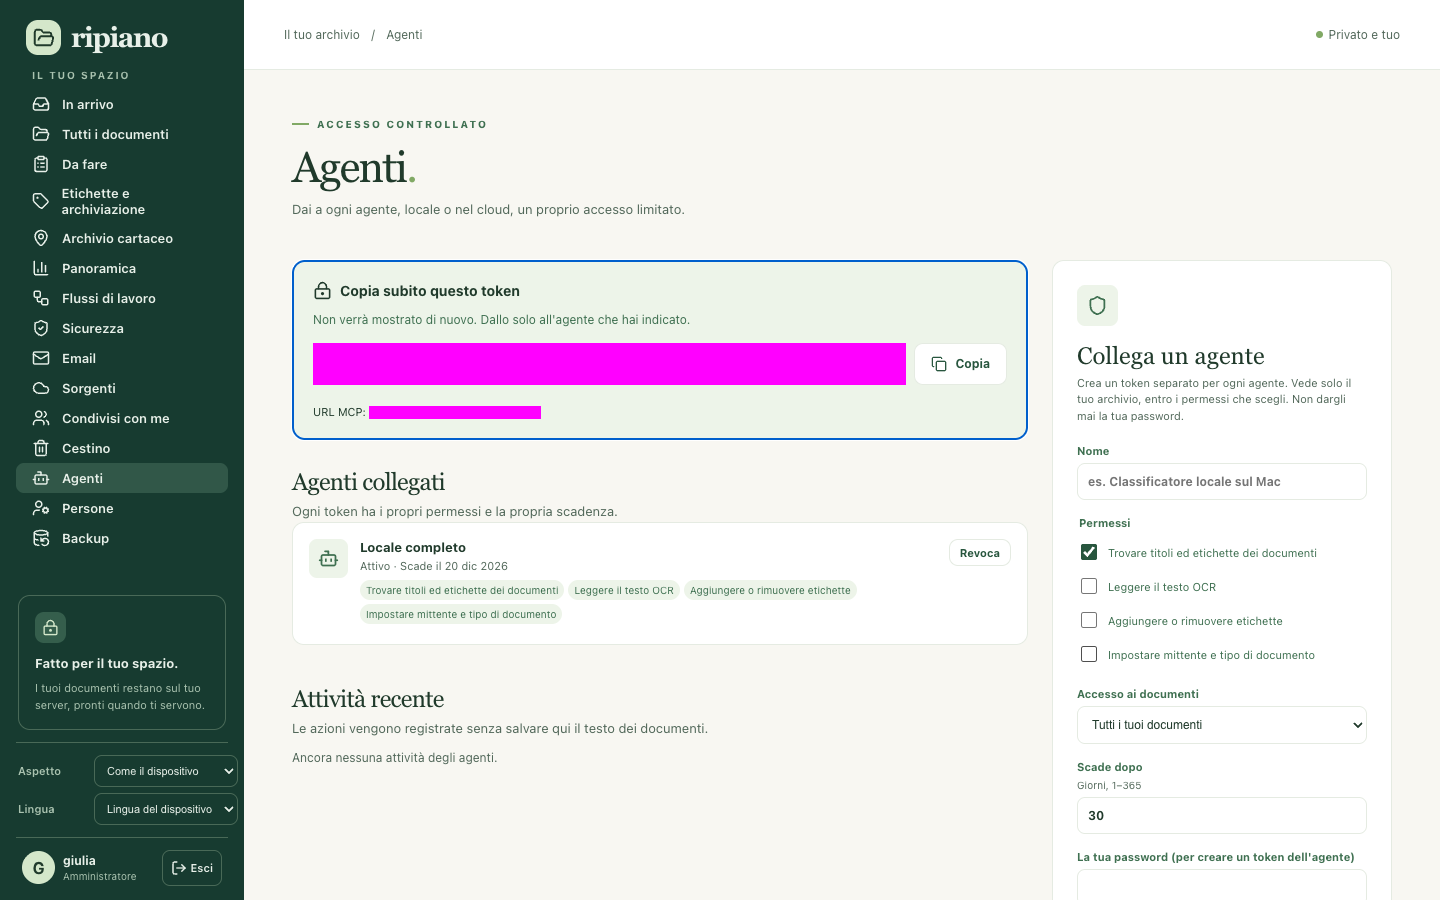 ripiano
IL TUO SPAZIO
In arrivo
Tutti i documenti
Da fare
Etichette e
archiviazione
Archivio cartaceo
Panoramica
Flussi di lavoro
Sicurezza
Email
Sorgenti
Condivisi con me
Cestino
Agenti
Persone
Backup
Fatto per il tuo spazio.
I tuoi documenti restano sul tuo
server, pronti quando ti servono.
Aspetto
Come il dispositivo
Lingua
Lingua del dispositivo
G
giulia
Amministratore
Esci
Il tuo archivio / Agenti
Privato e tuo
ACCESSO CONTROLLATO
Agenti.
Dai a ogni agente, locale o nel cloud, un proprio accesso limitato.
Copia subito questo token
Non verrà mostrato di nuovo. Dallo solo all'agente che hai indicato.
Copia
URL MCP:
Agenti collegati
Ogni token ha i propri permessi e la propria scadenza.
Locale completo
Attivo · Scade il 20 dic 2026
Revoca
Trovare titoli ed etichette dei documenti
Leggere il testo OCR
Aggiungere o rimuovere etichette
Impostare mittente e tipo di documento
Attività recente
Le azioni vengono registrate senza salvare qui il testo dei documenti.
Ancora nessuna attività degli agenti.
Collega un agente
Crea un token separato per ogni agente. Vede solo il
tuo archivio, entro i permessi che scegli. Non dargli
mai la tua password.
Nome
es. Classificatore locale sul Mac
Permessi
Trovare titoli ed etichette dei documenti
Leggere il testo OCR
Aggiungere o rimuovere etichette
Impostare mittente e tipo di documento
Accesso ai documenti
Tutti i tuoi documenti
Scade dopo
Giorni, 1–365
30
La tua password (per creare un token dell'agente)